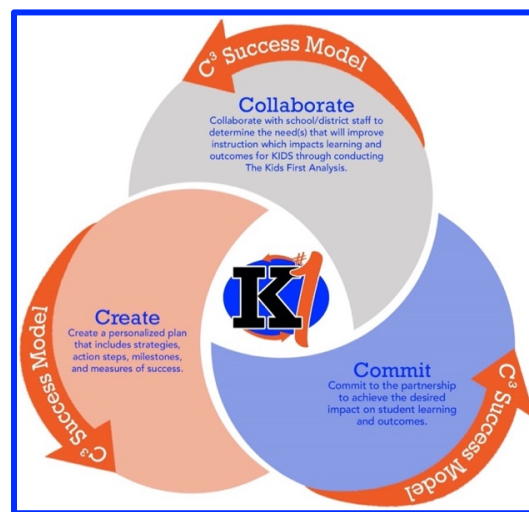 C³ Success Model
Collaborate
Collaborate with school/district staff to
determine the need(s) that will improve
instruction which impacts learning and
outcomes for KIDS through conducting
The Kids First Analysis.
#1
K
Create
Create a personalized plan
that includes strategies,
action steps, milestones,
and measures of success.
C³ Success Model
Commit
Commit to the partnership
to achieve the desired
impact on student learning
and outcomes.
C³ Success Model